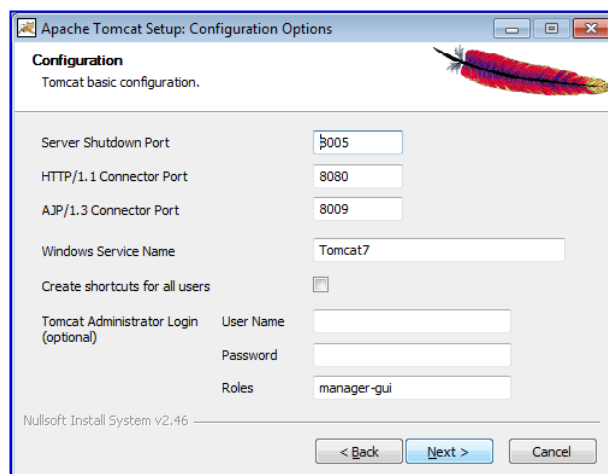 Apache Tomcat Setup: Configuration Options
Configuration
Tomcat basic configuration.
Server Shutdown Port 8005
HTTP/1.1 Connector Port 8080
AJP/1.3 Connector Port 8009
Windows Service Name Tomcat7
Create shortcuts for all users
Tomcat Administrator Login User Name
(optional)
Password
Roles manager-gui
Nullsoft Install System v2.46
< Back Next > Cancel